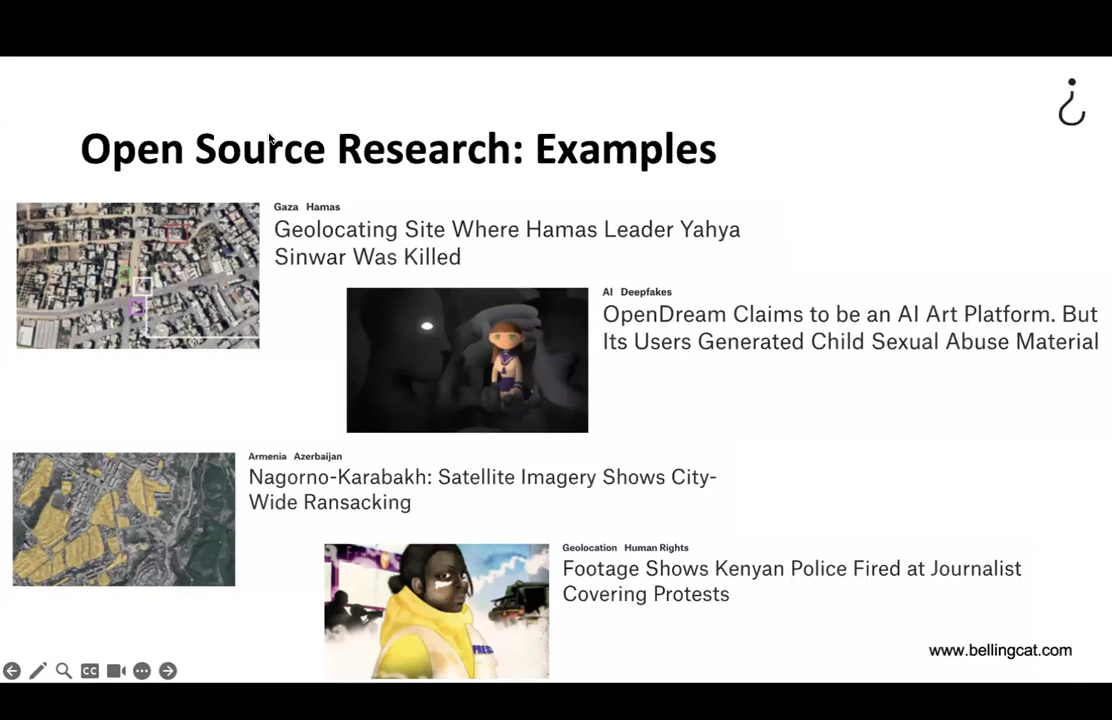 Open Source Research: Examples
Gaza Hamas
Geolocating Site Where Hamas Leader Yahya
Sinwar Was Killed
AI Deepfakes
OpenDream Claims to be an AI Art Platform. But
Its Users Generated Child Sexual Abuse Material
Armenia Azerbaijan
Nagorno-Karabakh: Satellite Imagery Shows City-
Wide Ransacking
Geolocation Human Rights
Footage Shows Kenyan Police Fired at Journalist
Covering Protests
PRESS
www.bellingcat.com
CC